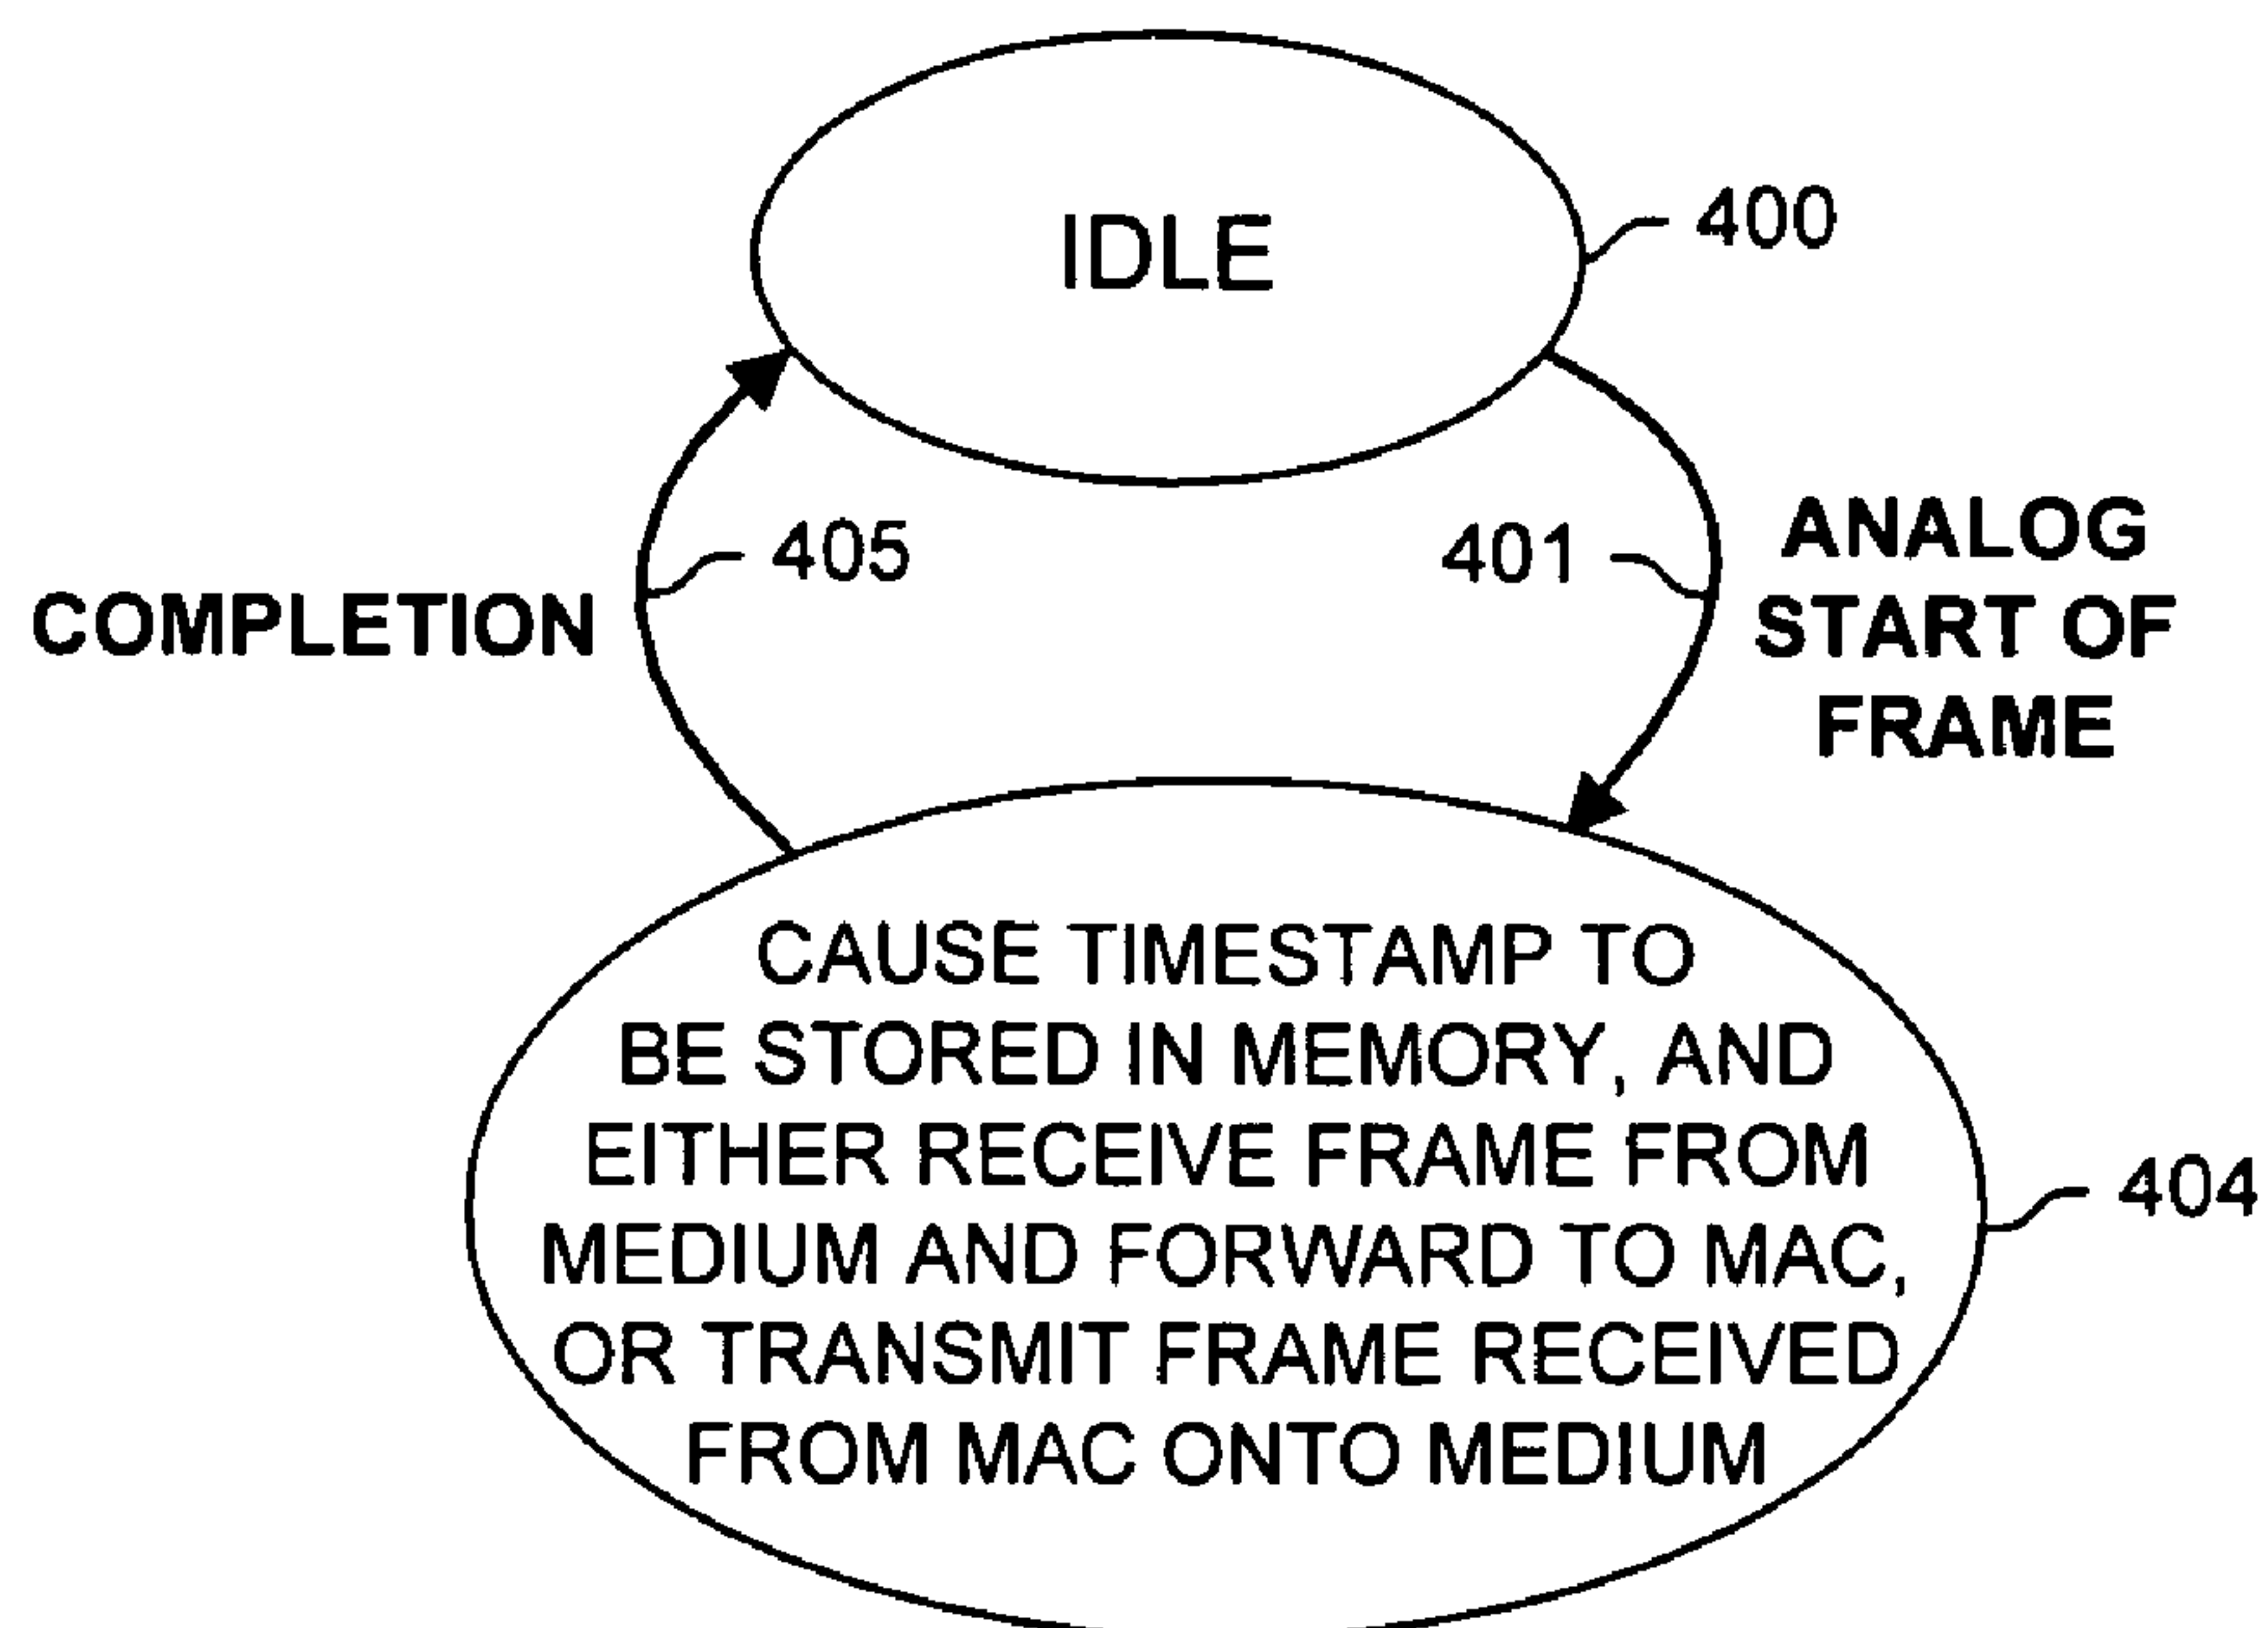 IDLE
400
405
401
ANALOG
START OF
FRAME
COMPLETION
CAUSE TIMESTAMP TO
BE STORED IN MEMORY, AND
EITHER RECEIVE FRAME FROM
MEDIUM AND FORWARD TO MAC,
OR TRANSMIT FRAME RECEIVED
FROM MAC ONTO MEDIUM
404